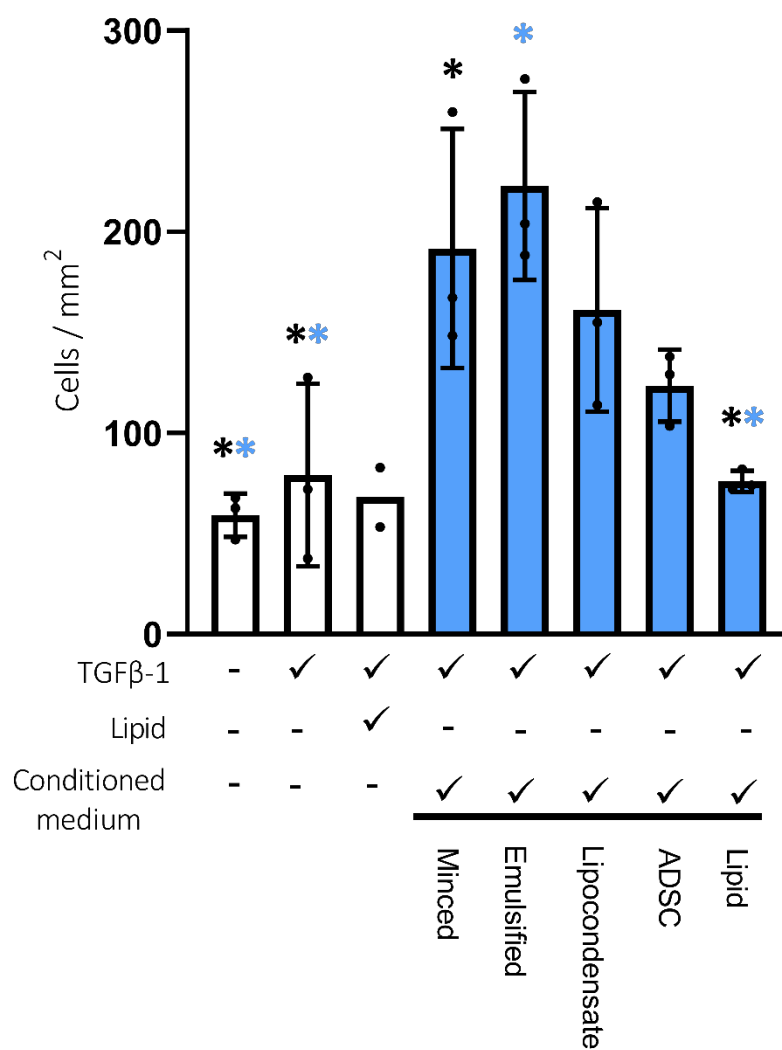 300
200
100
0
Cells / mm²
* *
* *
*
*
* *
TGFβ-1 - ✓ ✓ ✓ ✓ ✓ ✓ ✓
Lipid - - ✓ - - - - -
Conditioned
medium - - - ✓ ✓ ✓ ✓ ✓
Minced
Emulsified
Lipocondensate
ADSC
Lipid